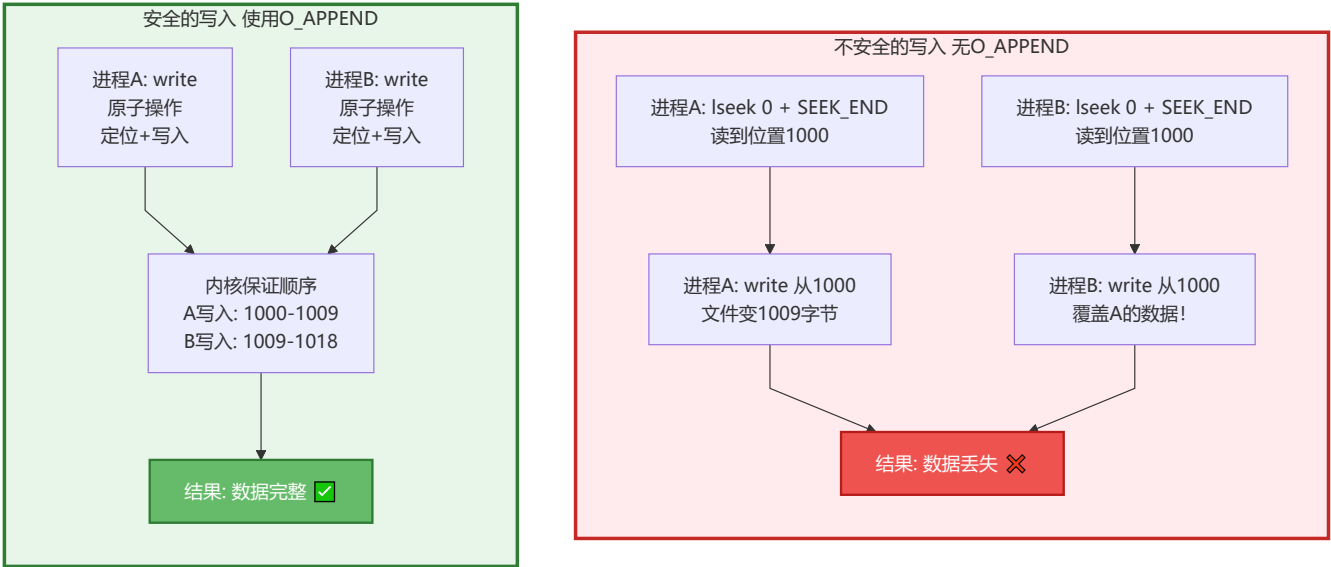 安全的写入 使用O_APPEND
进程A: write
原子操作
定位+写入
进程B: write
原子操作
定位+写入
内核保证顺序
A写入: 1000-1009
B写入: 1009-1018
结果: 数据完整 ✅
不安全的写入 无O_APPEND
进程A: lseek 0 + SEEK_END
读到位置1000
进程B: lseek 0 + SEEK_END
读到位置1000
进程A: write 从1000
文件变1009字节
进程B: write 从1000
覆盖A的数据!
结果: 数据丢失 ❌